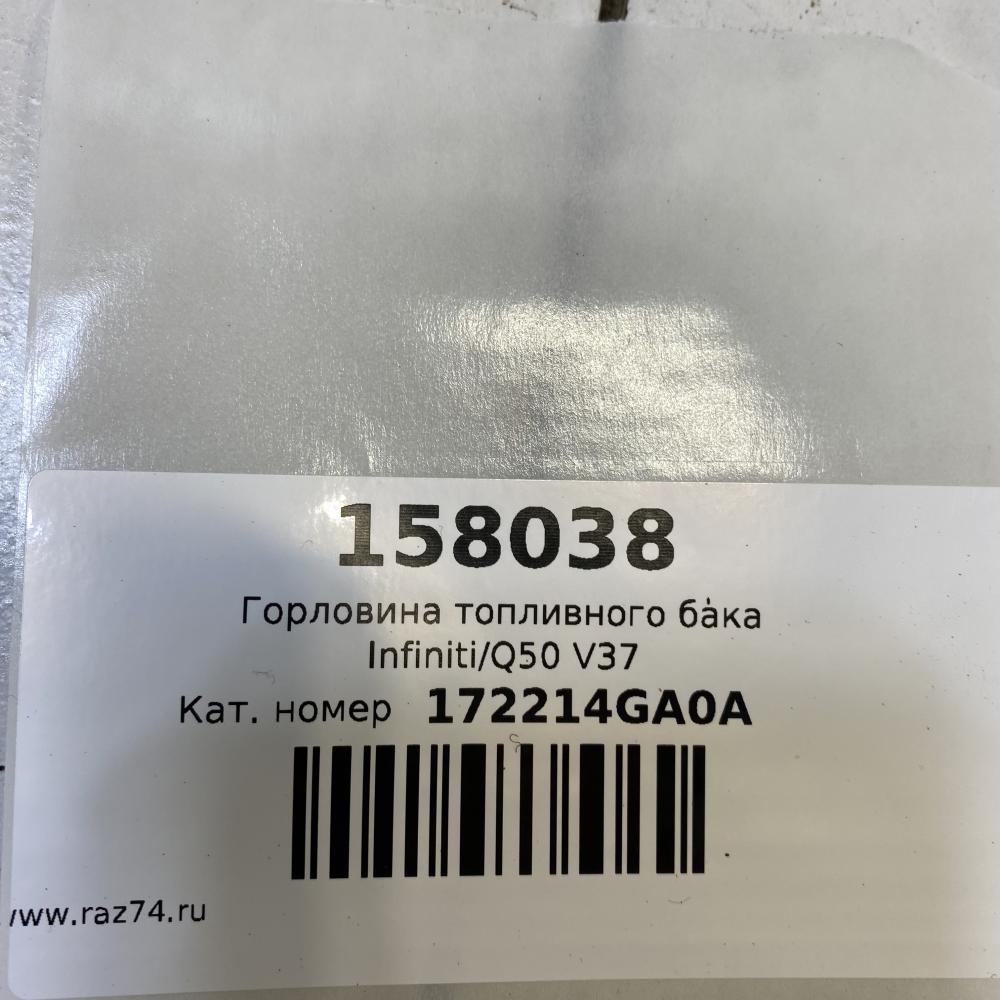 158038
Горловина топливного бака
Infiniti/Q50 V37
Кат. номер 172214GA0A
www.raz74.ru